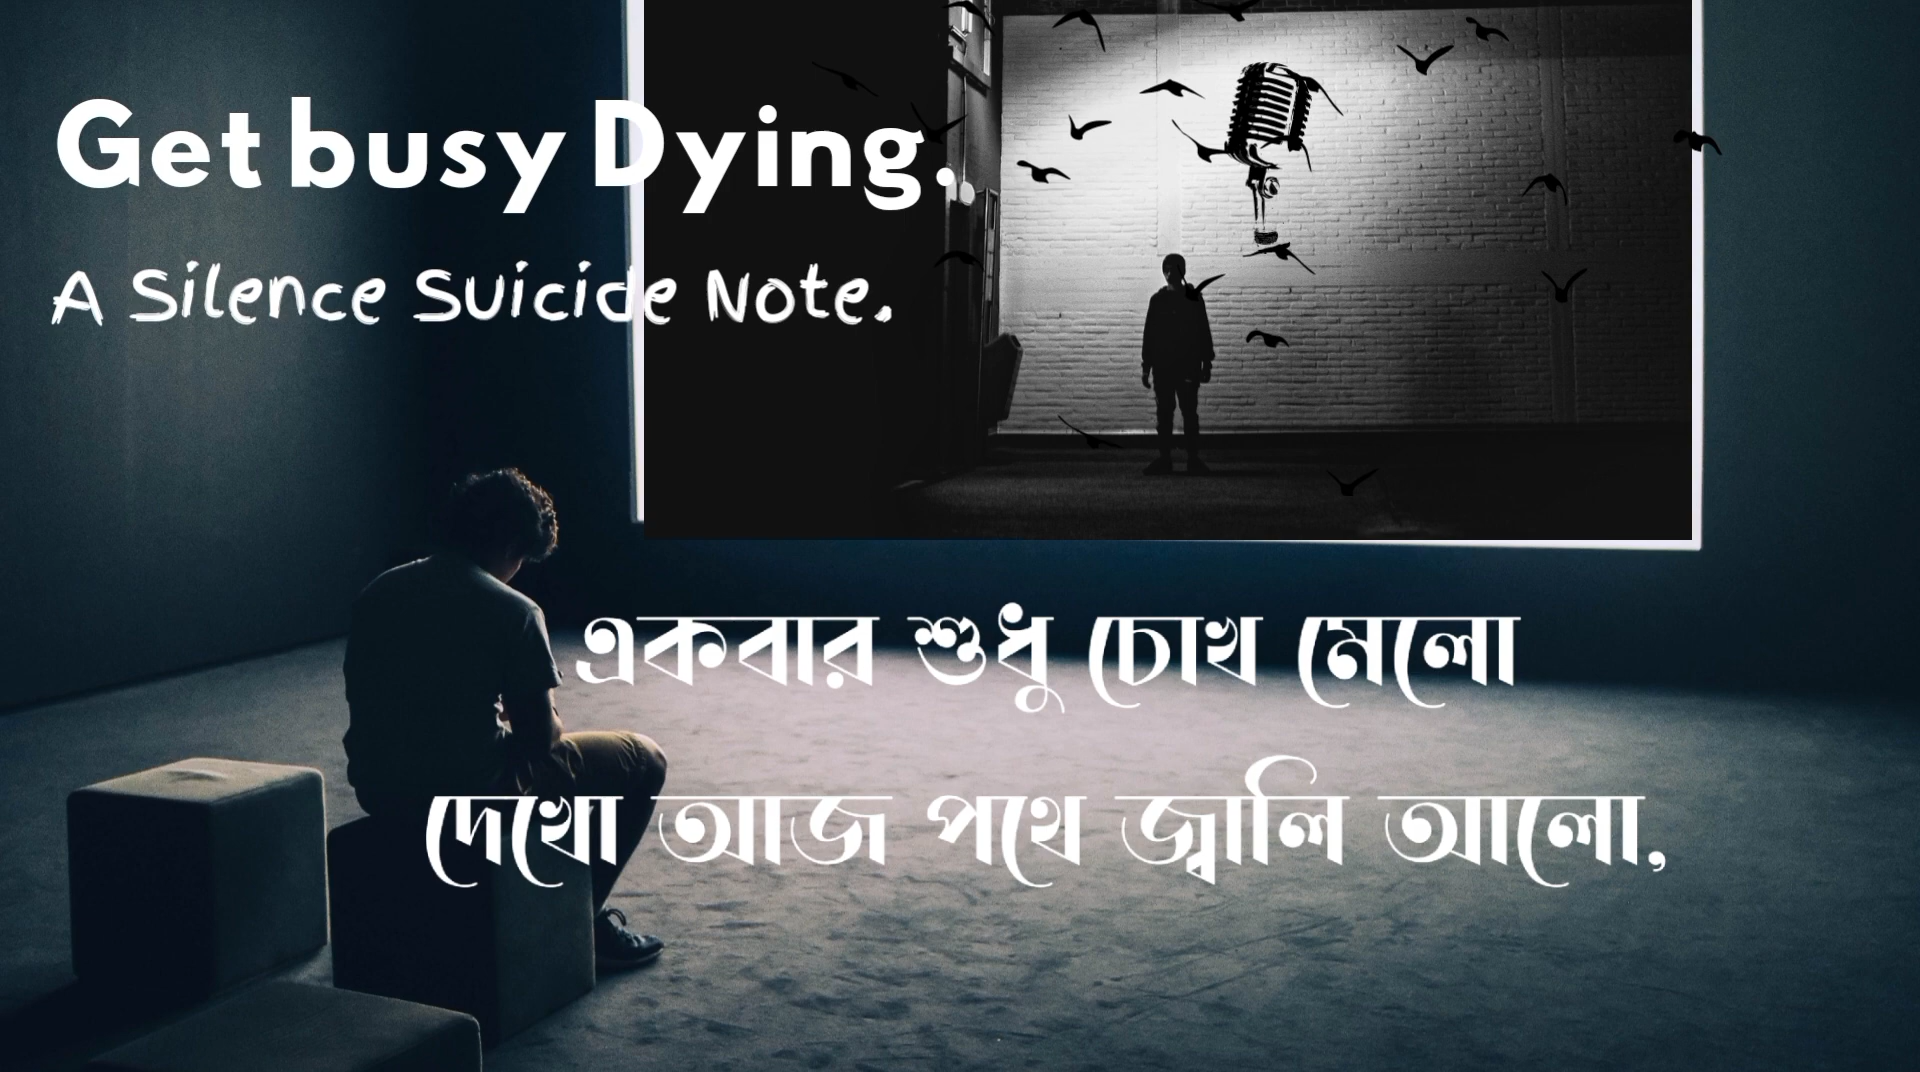 Get busy Dying.
A Silence Suicide Note.
একবার শুধু চোখ মেলো
দেখো আজ পথে জ্বালি আলো,